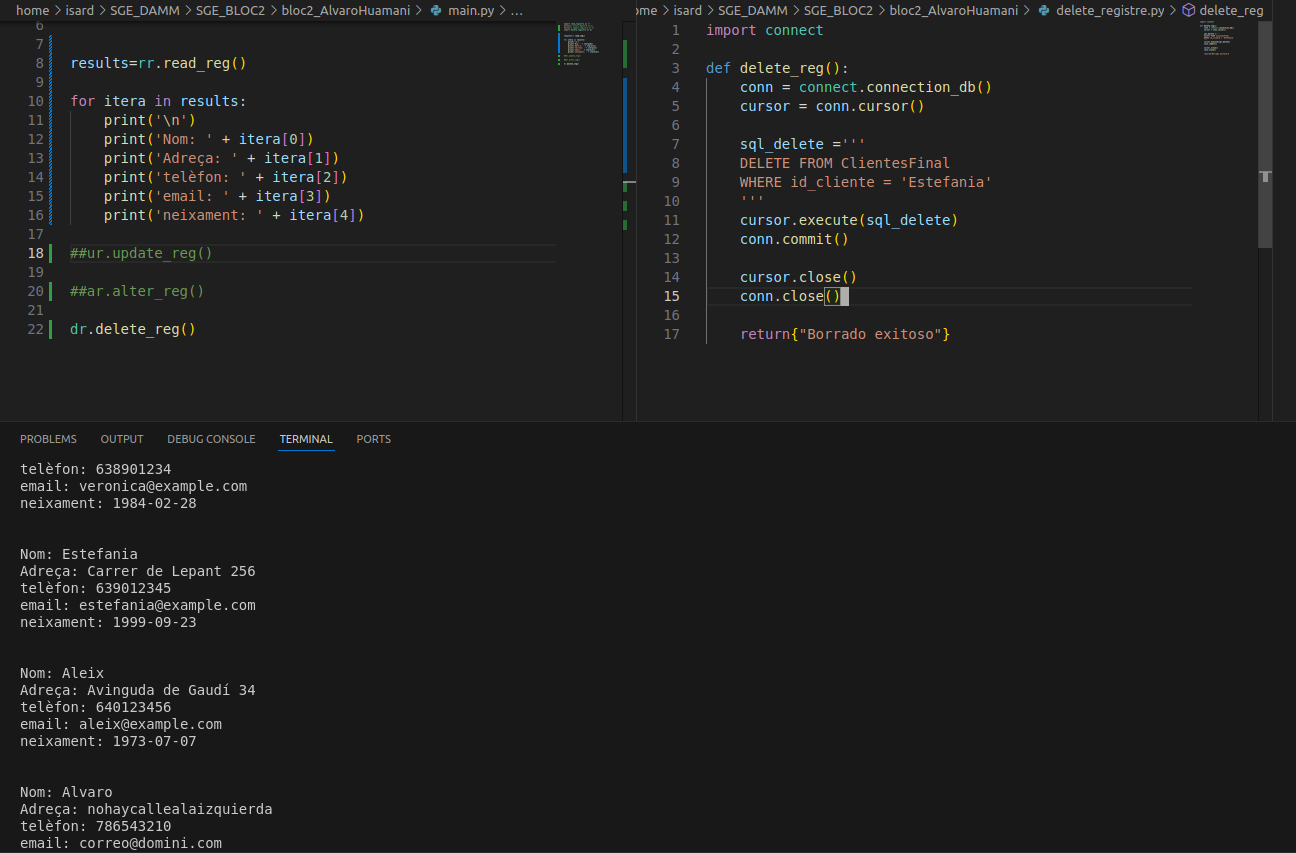 home > isard > SGE_DAMM > SGE_BLOC2 > bloc2_AlvaroHuamani > main.py > ...
6
7
8 results=rr.read_reg()
9
10 for itera in results:
11 print('\n')
12 print('Nom: ' + itera[0])
13 print('Adreça: ' + itera[1])
14 print('telèfon: ' + itera[2])
15 print('email: ' + itera[3])
16 print('neixament: ' + itera[4])
17
18 ##ur.update_reg()
19
20 ##ar.alter_reg()
21
22 dr.delete_reg()
ome > isard > SGE_DAMM > SGE_BLOC2 > bloc2_AlvaroHuamani > delete_registre.py > delete_reg
1 import connect
2
3 def delete_reg():
4 conn = connect.connection_db()
5 cursor = conn.cursor()
6
7 sql_delete ='''
8 DELETE FROM ClientesFinal
9 WHERE id_cliente = 'Estefania'
10 '''
11 cursor.execute(sql_delete)
12 conn.commit()
13
14 cursor.close()
15 conn.close()
16
17 return{"Borrado exitoso"}
PROBLEMS OUTPUT DEBUG CONSOLE TERMINAL PORTS
telèfon: 638901234
email: veronica@example.com
neixament: 1984-02-28
Nom: Estefania
Adreça: Carrer de Lepant 256
telèfon: 639012345
email: estefania@example.com
neixament: 1999-09-23
Nom: Aleix
Adreça: Avinguda de Gaudí 34
telèfon: 640123456
email: aleix@example.com
neixament: 1973-07-07
Nom: Alvaro
Adreça: nohaycallealaizquierda
telèfon: 786543210
email: correo@domini.com